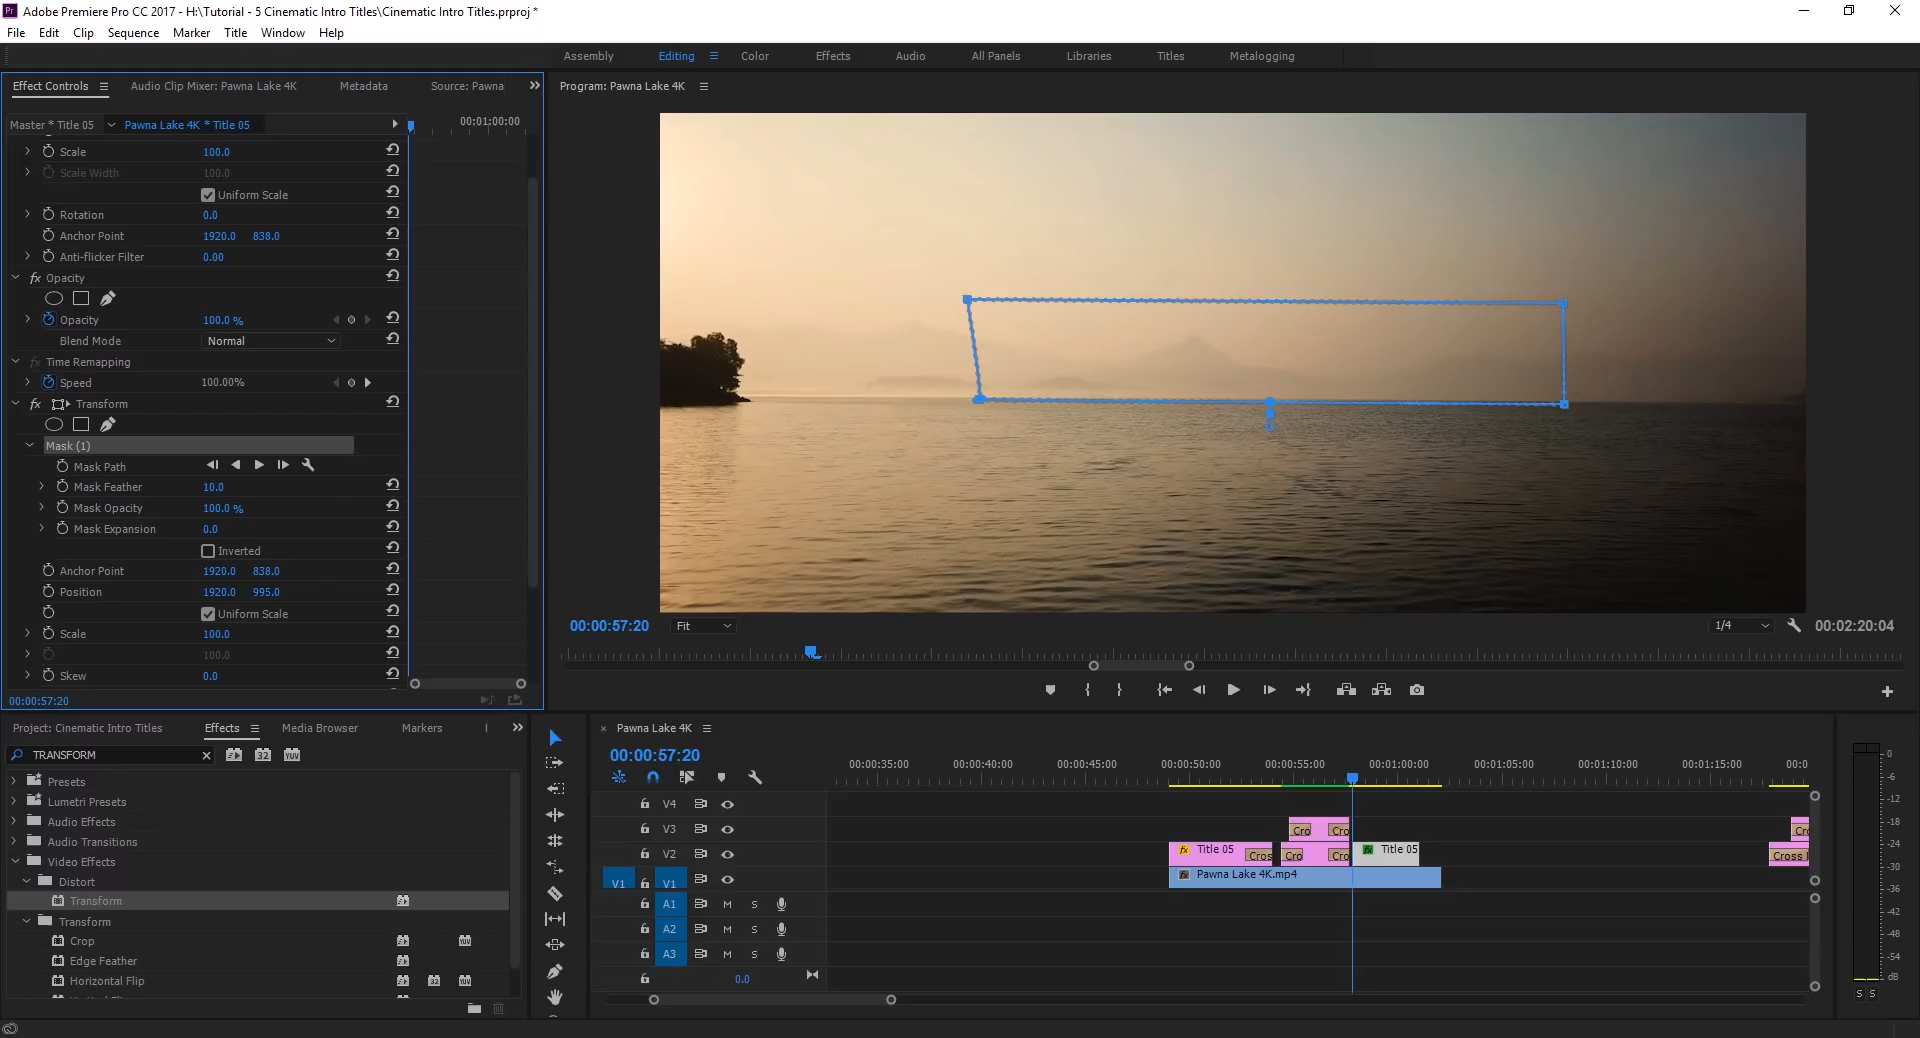 Pr Adobe Premiere Pro CC 2017 - H:\Tutorial - 5 Cinematic Intro Titles\Cinematic Intro Titles.prproj *
File Edit Clip Sequence Marker Title Window Help
Assembly Editing Color Effects Audio All Panels Libraries Titles Metalogging
Effect Controls Audio Clip Mixer: Pawna Lake 4K Metadata Source: Pawna
Program: Pawna Lake 4K
Master * Title 05 Pawna Lake 4K * Title 05 00:01:00:00
Scale 100.0
Scale Width 100.0
Uniform Scale
Rotation 0.0
Anchor Point 1920.0 838.0
Anti-flicker Filter 0.00
fx Opacity
Opacity 100.0 %
Blend Mode Normal
fx Time Remapping
Speed 100.00%
fx Transform
Mask (1)
Mask Path
Mask Feather 10.0
Mask Opacity 100.0 %
Mask Expansion 0.0
Inverted
Anchor Point 1920.0 838.0
Position 1920.0 995.0
Uniform Scale
Scale 100.0
100.0
Skew 0.0
00:00:57:20
00:00:57:20 Fit 1/4 00:02:20:04
Project: Cinematic Intro Titles Effects Media Browser Markers
TRANSFORM
Presets
Lumetri Presets
Audio Effects
Audio Transitions
Video Effects
Distort
Transform
Transform
Crop
Edge Feather
Horizontal Flip
Pawna Lake 4K
00:00:57:20
00:00:35:00 00:00:40:00 00:00:45:00 00:00:50:00 00:00:55:00 00:01:00:00 00:01:05:00 00:01:10:00 00:01:15:00 00:0
V4
V3 Cro Cro Cro
V2 fx Title 05 Cros Cro Cro fx Title 05 Cross
V1 V1 fx Pawna Lake 4K.mp4
A1 M S
A2 M S
A3 M S
0.0
0
-6
-12
-18
-24
-30
-36
-42
-48
-54
dB
S S